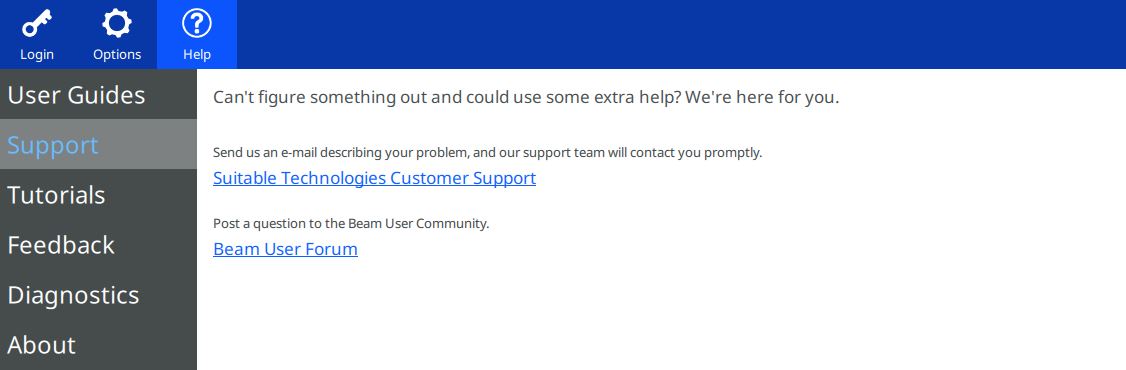 Login
Options
Help
User Guides
Support
Tutorials
Feedback
Diagnostics
About
Can't figure something out and could use some extra help? We're here for you.
Send us an e-mail describing your problem, and our support team will contact you promptly.
Suitable Technologies Customer Support
Post a question to the Beam User Community.
Beam User Forum